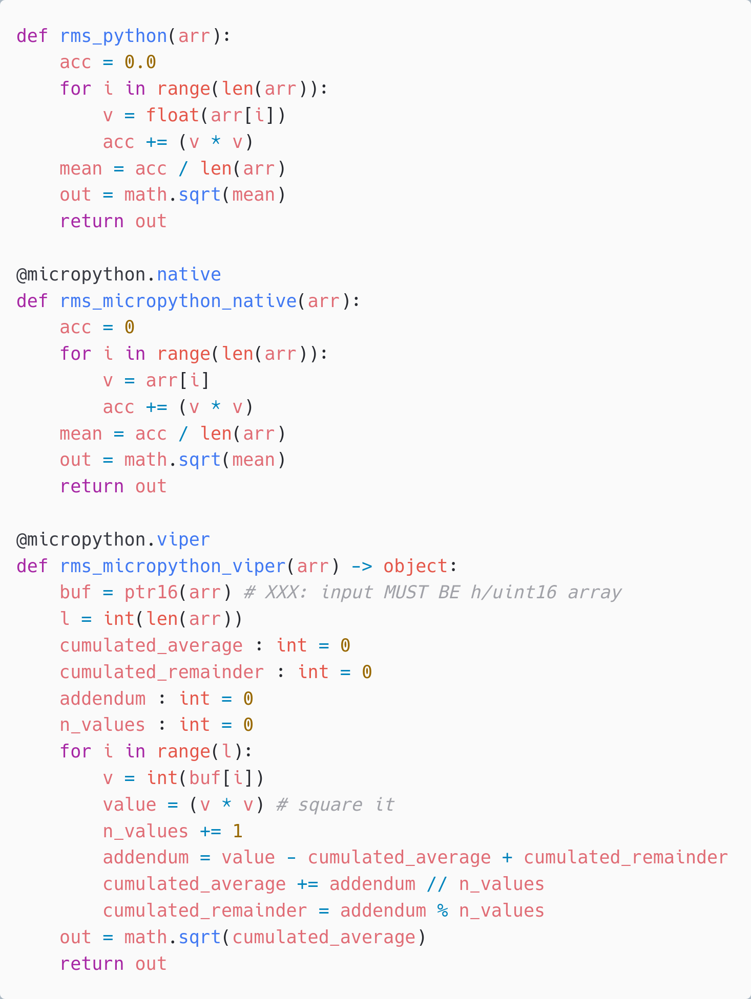 def rms_python(arr):
    acc = 0.0
    for i in range(len(arr)):
        v = float(arr[i])
        acc += (v * v)
    mean = acc / len(arr)
    out = math.sqrt(mean)
    return out

@micropython.native
def rms_micropython_native(arr):
    acc = 0
    for i in range(len(arr)):
        v = arr[i]
        acc += (v * v)
    mean = acc / len(arr)
    out = math.sqrt(mean)
    return out

@micropython.viper
def rms_micropython_viper(arr) -> object:
    buf = ptr16(arr) # XXX: input MUST BE h/uint16 array
    l = int(len(arr))
    cumulated_average : int = 0
    cumulated_remainder : int = 0
    addendum : int = 0
    n_values : int = 0
    for i in range(l):
        v = int(buf[i])
        value = (v * v) # square it
        n_values += 1
        addendum = value - cumulated_average + cumulated_remainder
        cumulated_average += addendum // n_values
        cumulated_remainder = addendum % n_values
    out = math.sqrt(cumulated_average)
    return out